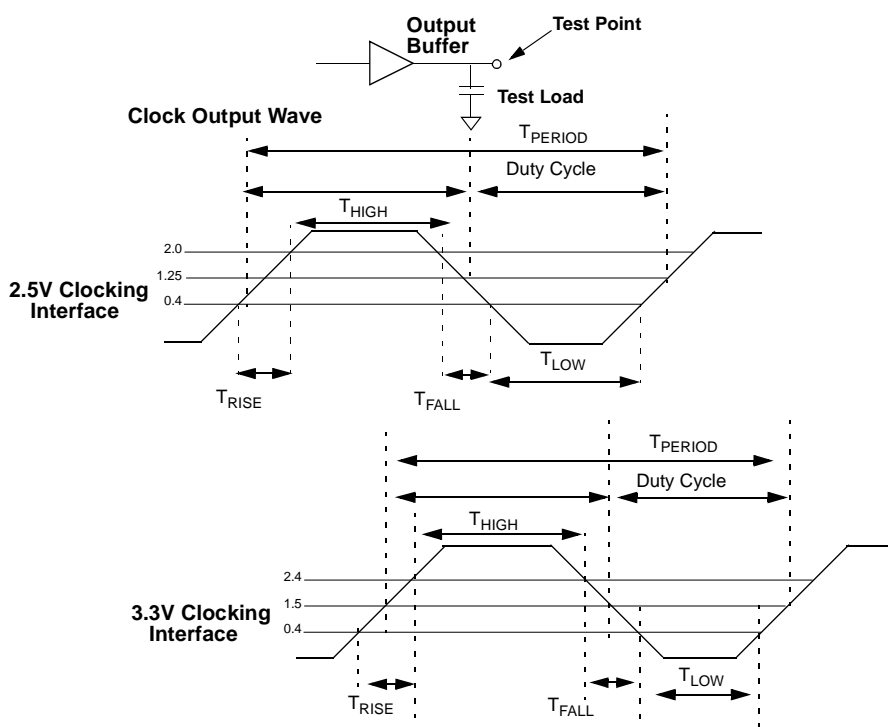 Output
Buffer
Test Point
Test Load
Clock Output Wave
TPERIOD
Duty Cycle
THIGH
2.0
1.25
0.4
2.5V Clocking
Interface
TLOW
TRISE
TFALL
TPERIOD
Duty Cycle
THIGH
2.4
1.5
0.4
3.3V Clocking
Interface
TLOW
TRISE
TFALL